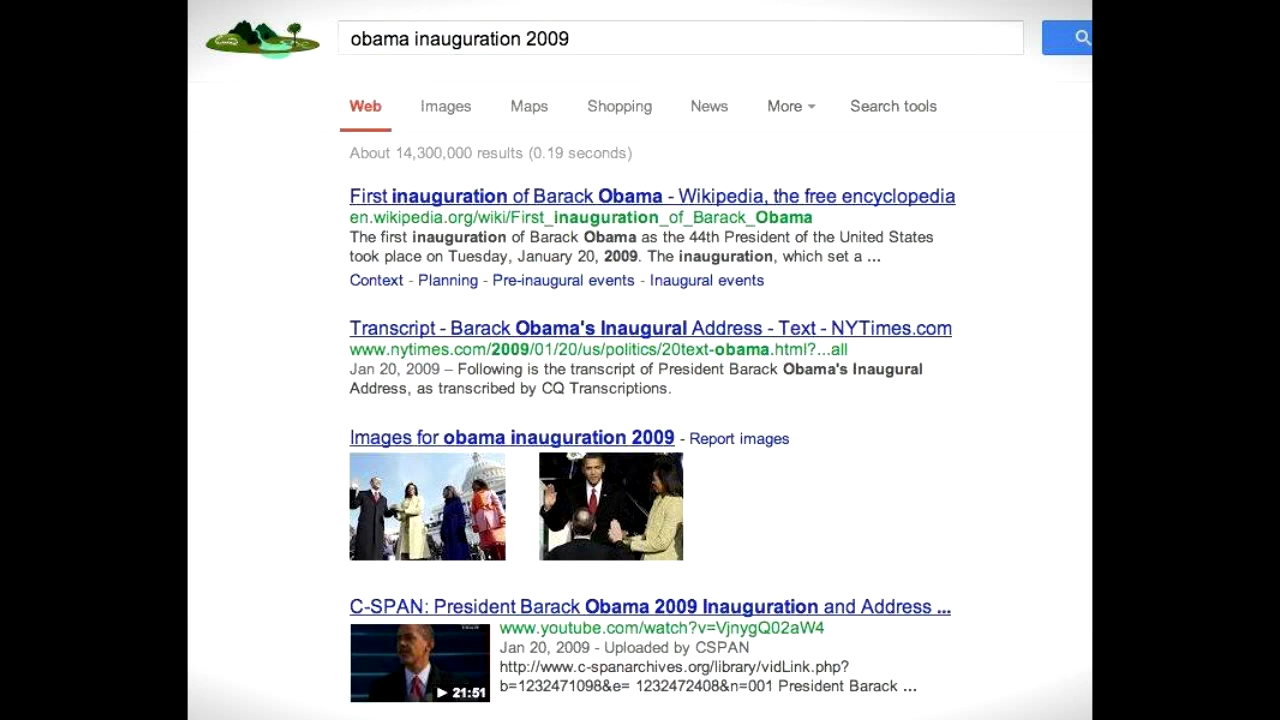 obama inauguration 2009
Web Images Maps Shopping News More Search tools
About 14,300,000 results (0.19 seconds)
First inauguration of Barack Obama - Wikipedia, the free encyclopedia
en.wikipedia.org/wiki/First_inauguration_of_Barack_Obama
The first inauguration of Barack Obama as the 44th President of the United States
took place on Tuesday, January 20, 2009. The inauguration, which set a ...
Context - Planning - Pre-inaugural events - Inaugural events
Transcript - Barack Obama's Inaugural Address - Text - NYTimes.com
www.nytimes.com/2009/01/20/us/politics/20text-obama.html?...all
Jan 20, 2009 – Following is the transcript of President Barack Obama's Inaugural
Address, as transcribed by CQ Transcriptions.
Images for obama inauguration 2009 - Report images
C-SPAN: President Barack Obama 2009 Inauguration and Address ...
www.youtube.com/watch?v=VjnygQ02aW4
Jan 20, 2009 - Uploaded by CSPAN
http://www.c-spanarchives.org/library/vidLink.php?
b=1232471098&e= 1232472408&n=001 President Barack ...
21:51